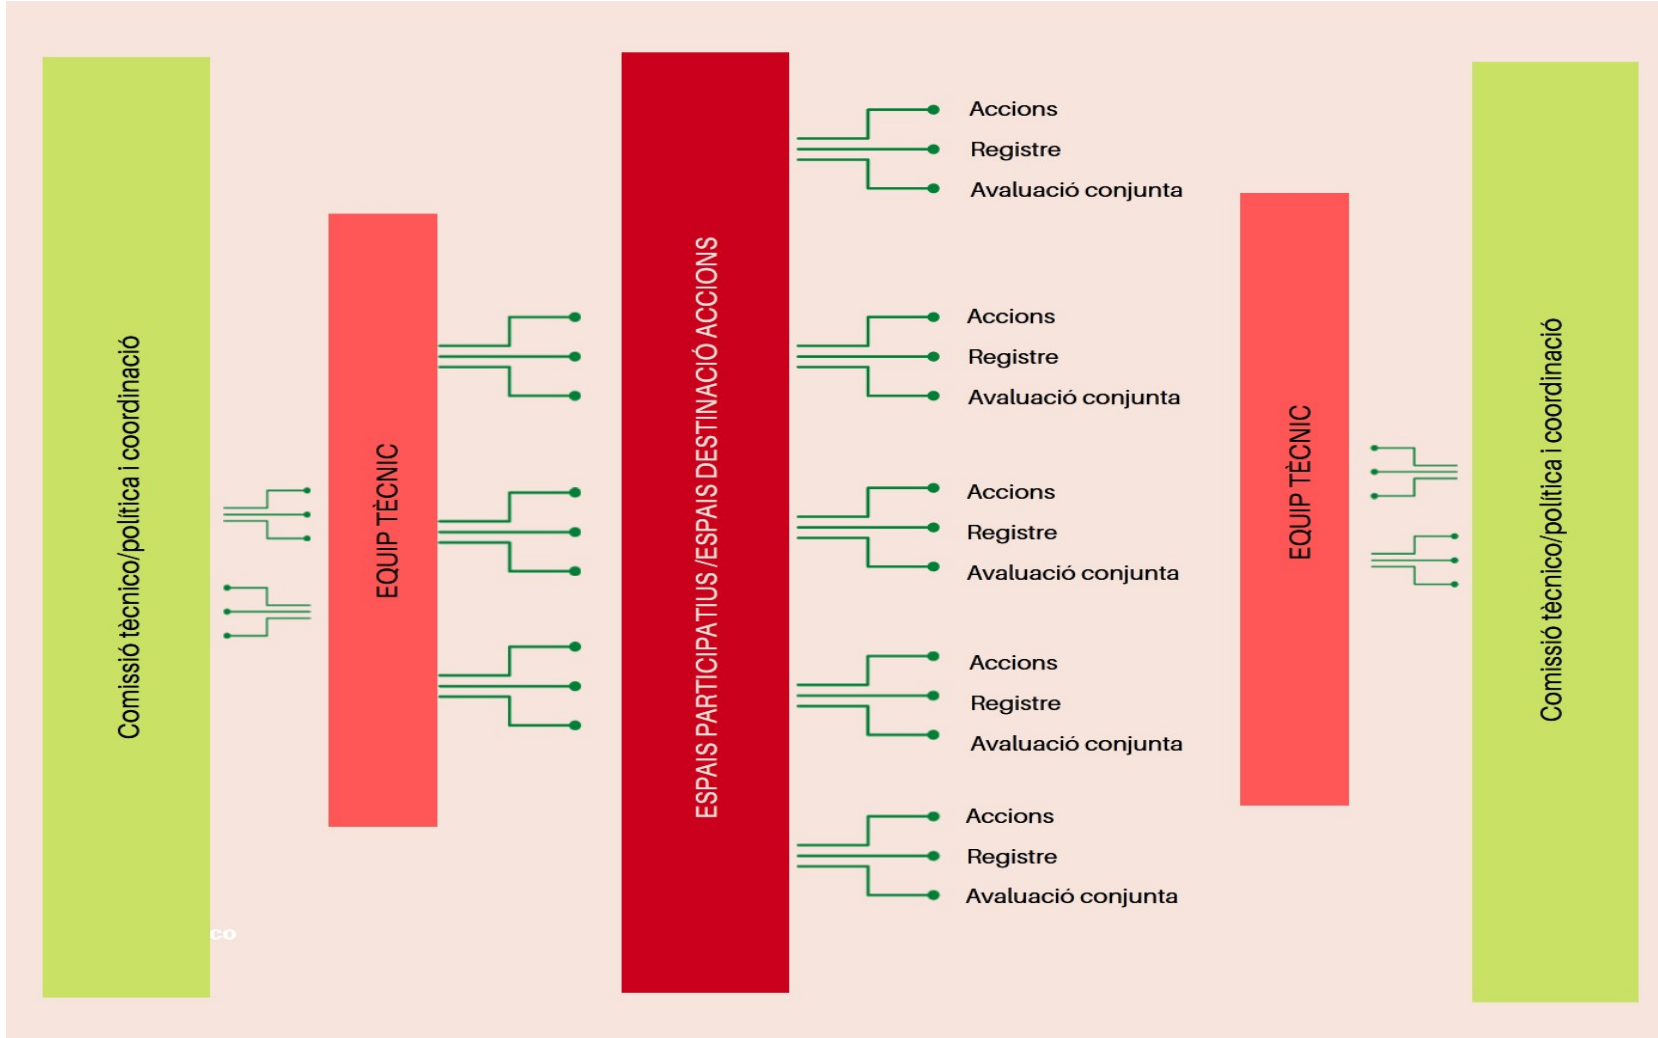 Comissió tècnico/política i coordinació
EQUIP TÈCNIC
ESPAIS PARTICIPATIUS /ESPAIS DESTINACIÓ ACCIONS
Accions
Registre
Avaluació conjunta
Accions
Registre
Avaluació conjunta
Accions
Registre
Avaluació conjunta
Accions
Registre
Avaluació conjunta
Accions
Registre
Avaluació conjunta
EQUIP TÈCNIC
Comissió tècnico/política i coordinació
co